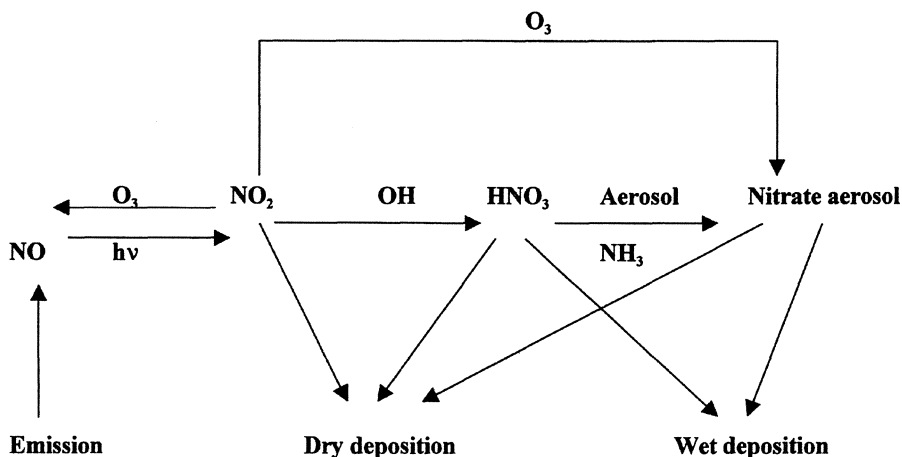 O₃
O₃ NO₂ OH HNO₃ Aerosol Nitrate aerosol
NO hν NH₃
Emission Dry deposition Wet deposition